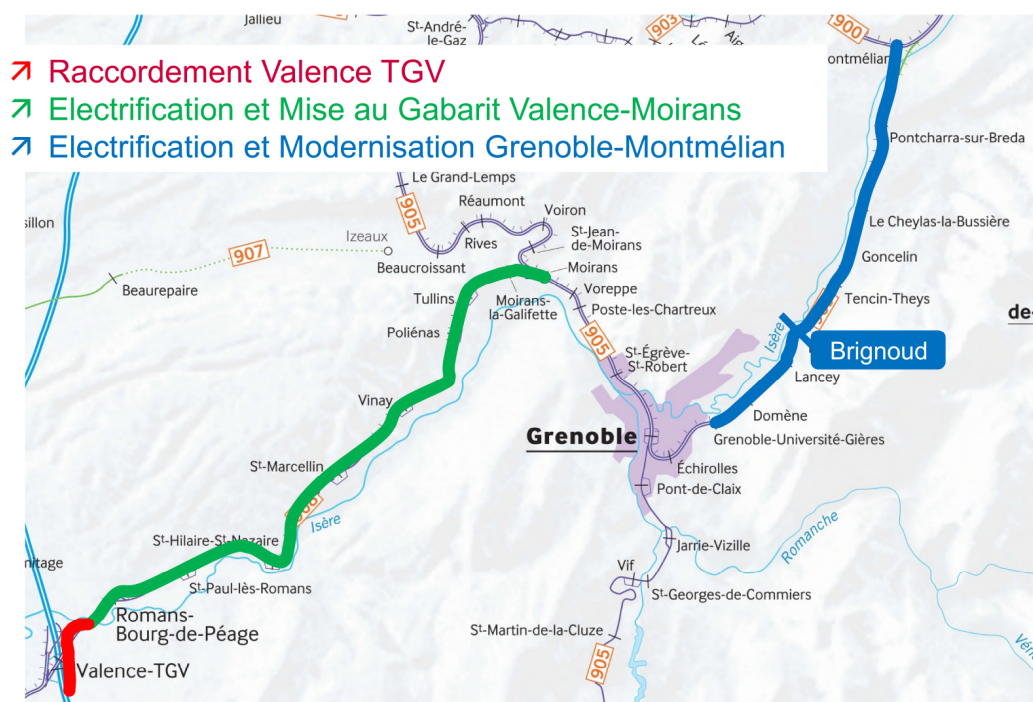 Jallieu
St-André-
le-Gaz
903
900
ontmélian
Raccordement Valence TGV
Electrification et Mise au Gabarit Valence-Moirans
Electrification et Modernisation Grenoble-Montmélian
Pontcharra-sur-Breda
Le Grand-Lemps
905
Réaumont
Voiron
sillon
Izeaux
Rives
St-Jean-
de-Moirans
Le Cheylas-la-Bussière
907
Beaucroissant
Moirans
Goncelin
Beaurepaire
Tullins
Moirans-
la-Galifette
Voreppe
Poste-les-Chartreux
Tencin-Theys
de-
Poliénas
905
Isère
Brignoud
St-Égrève-
St-Robert
Lancey
Vinay
Domène
Grenoble
Grenoble-Université-Gières
St-Marcellin
Échirolles
Pont-de-Claix
Isère
Romanche
St-Hilaire-St-Nazaire
Jarrie-Vizille
mitage
St-Paul-lès-Romans
Vif
St-Georges-de-Commiers
Romans-
Bourg-de-Péage
St-Martin-de-la-Cluze
905
Valence-TGV